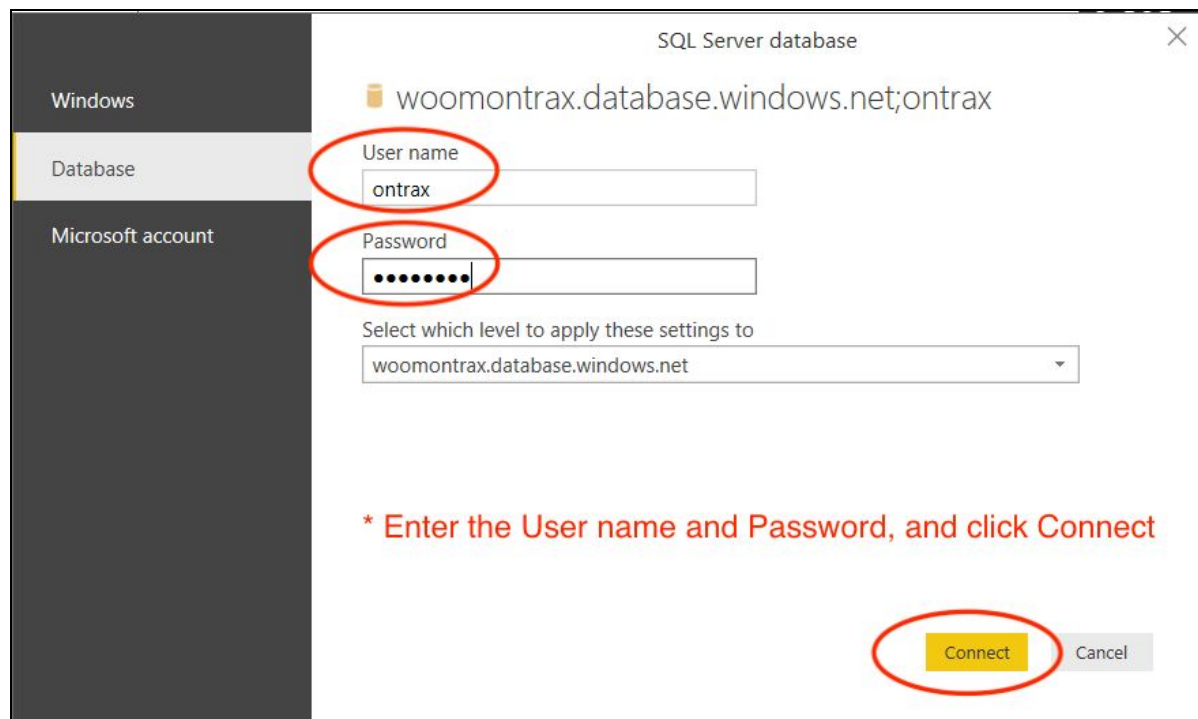 SQL Server database
Windows
Database
Microsoft account
woomontrax.database.windows.net;ontrax
User name
ontrax
Password
••••••••
Select which level to apply these settings to
woomontrax.database.windows.net
* Enter the User name and Password, and click Connect
Connect
Cancel